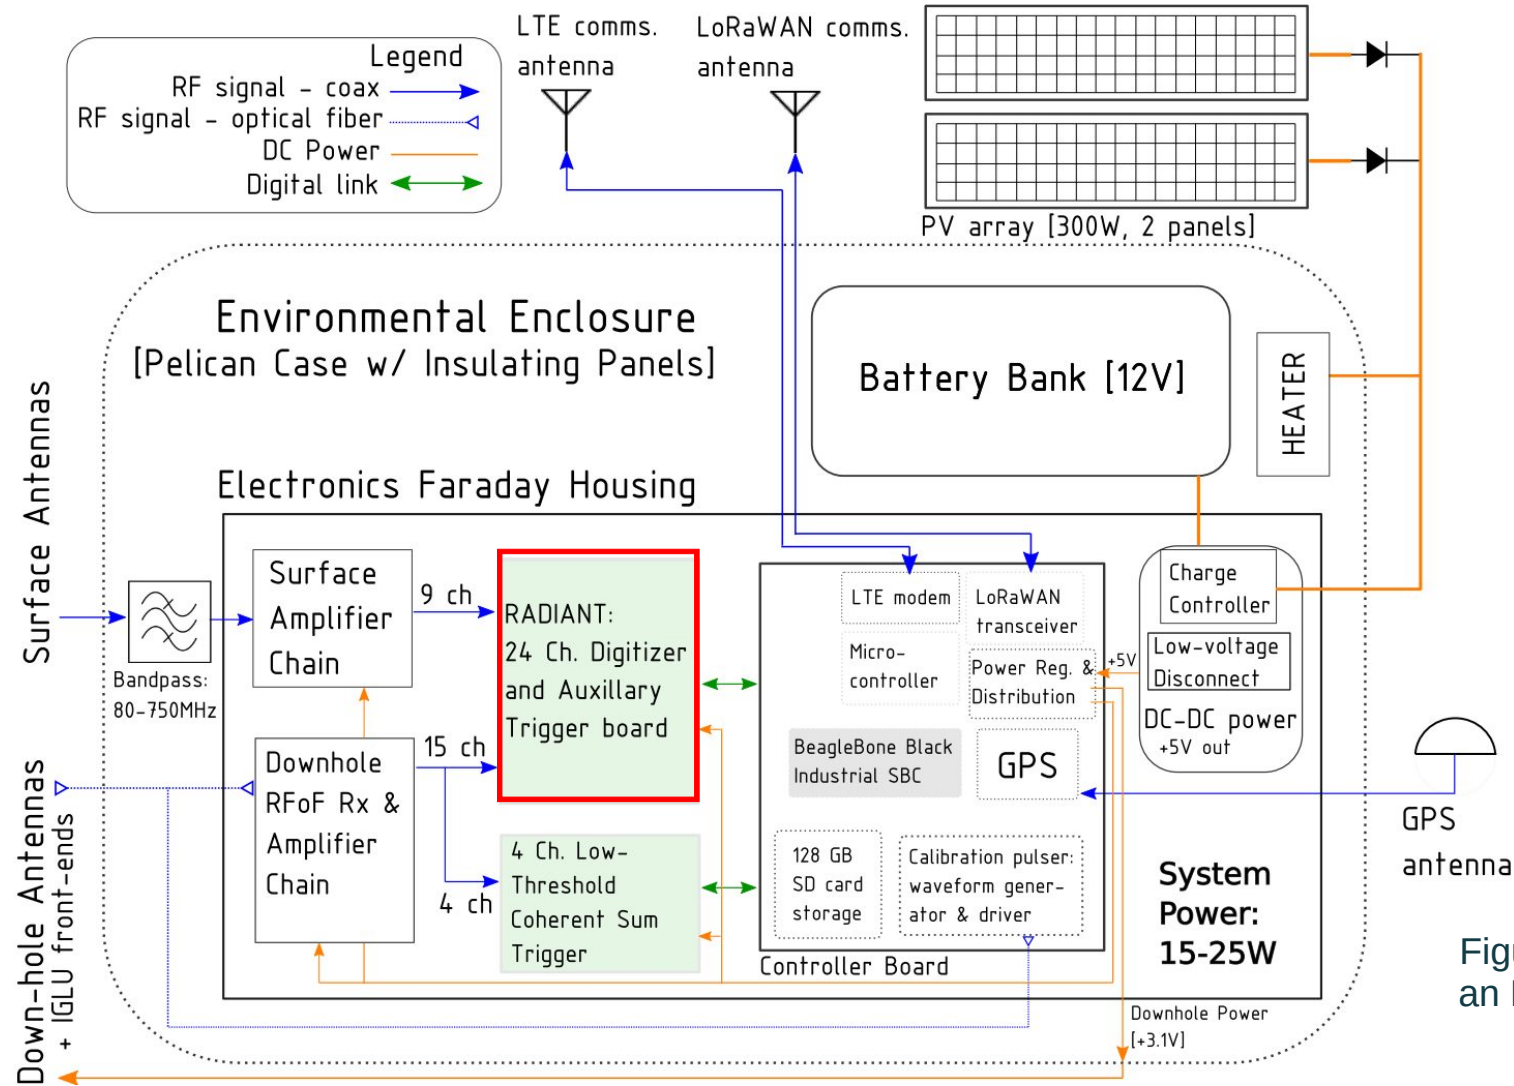 Legend
RF signal - coax
RF signal - optical fiber
DC Power
Digital link
LTE comms.
antenna
LoRaWAN comms.
antenna
PV array [300W, 2 panels]
Environmental Enclosure
[Pelican Case w/ Insulating Panels]
Battery Bank [12V]
HEATER
Electronics Faraday Housing
Surface Antennas
Bandpass:
80-750MHz
Surface
Amplifier
Chain
9 ch
RADIANT:
24 Ch. Digitizer
and Auxillary
Trigger board
Down-hole Antennas
+ IGLU front-ends
Downhole
RFoF Rx &
Amplifier
Chain
15 ch
4 ch
4 Ch. Low-
Threshold
Coherent Sum
Trigger
LTE modem
LoRaWAN
transceiver
Micro-
controller
Power Reg. &
Distribution
BeagleBone Black
Industrial SBC
GPS
128 GB
SD card
storage
Calibration pulser:
waveform gener-
ator & driver
Controller Board
+5V
Charge
Controller
Low-voltage
Disconnect
DC-DC power
+5V out
GPS
antenna
System
Power:
15-25W
Downhole Power
[+3.1V]
Figu
an